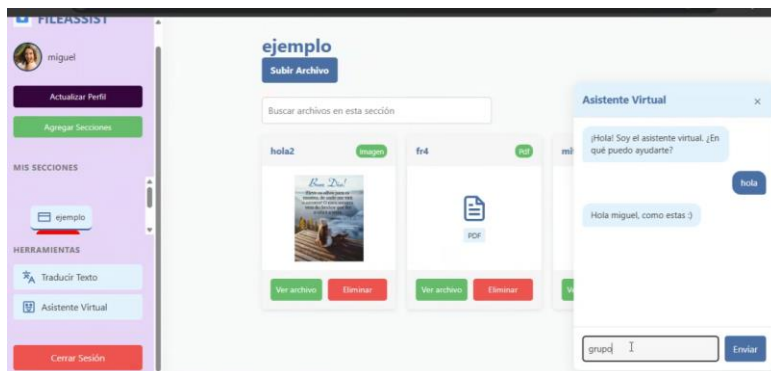 FILEASSIST
miguel
Actualizar Perfil
Agregar Secciones
MIS SECCIONES
ejemplo
HERRAMIENTAS
Traducir Texto
Asistente Virtual
Cerrar Sesión
ejemplo
Subir Archivo
Buscar archivos en esta sección
hola2
Imagen
Ver archivo
Eliminar
fr4
Pdf
PDF
Ver archivo
Eliminar
Asistente Virtual
×
¡Hola! Soy el asistente virtual. ¿En
qué puedo ayudarte?
hola
Hola miguel, como estas :)
grupo
Enviar